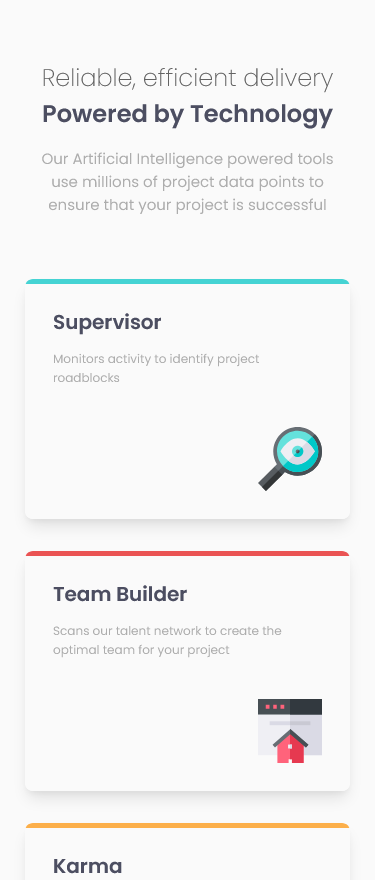 Reliable, efficient delivery
Powered by Technology
Our Artificial Intelligence powered tools
use millions of project data points to
ensure that your project is successful
Supervisor
Monitors activity to identify project
roadblocks
Team Builder
Scans our talent network to create the
optimal team for your project
Karma